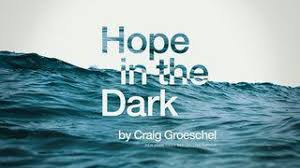 Hope
in the
Dark
by Craig Groeschel